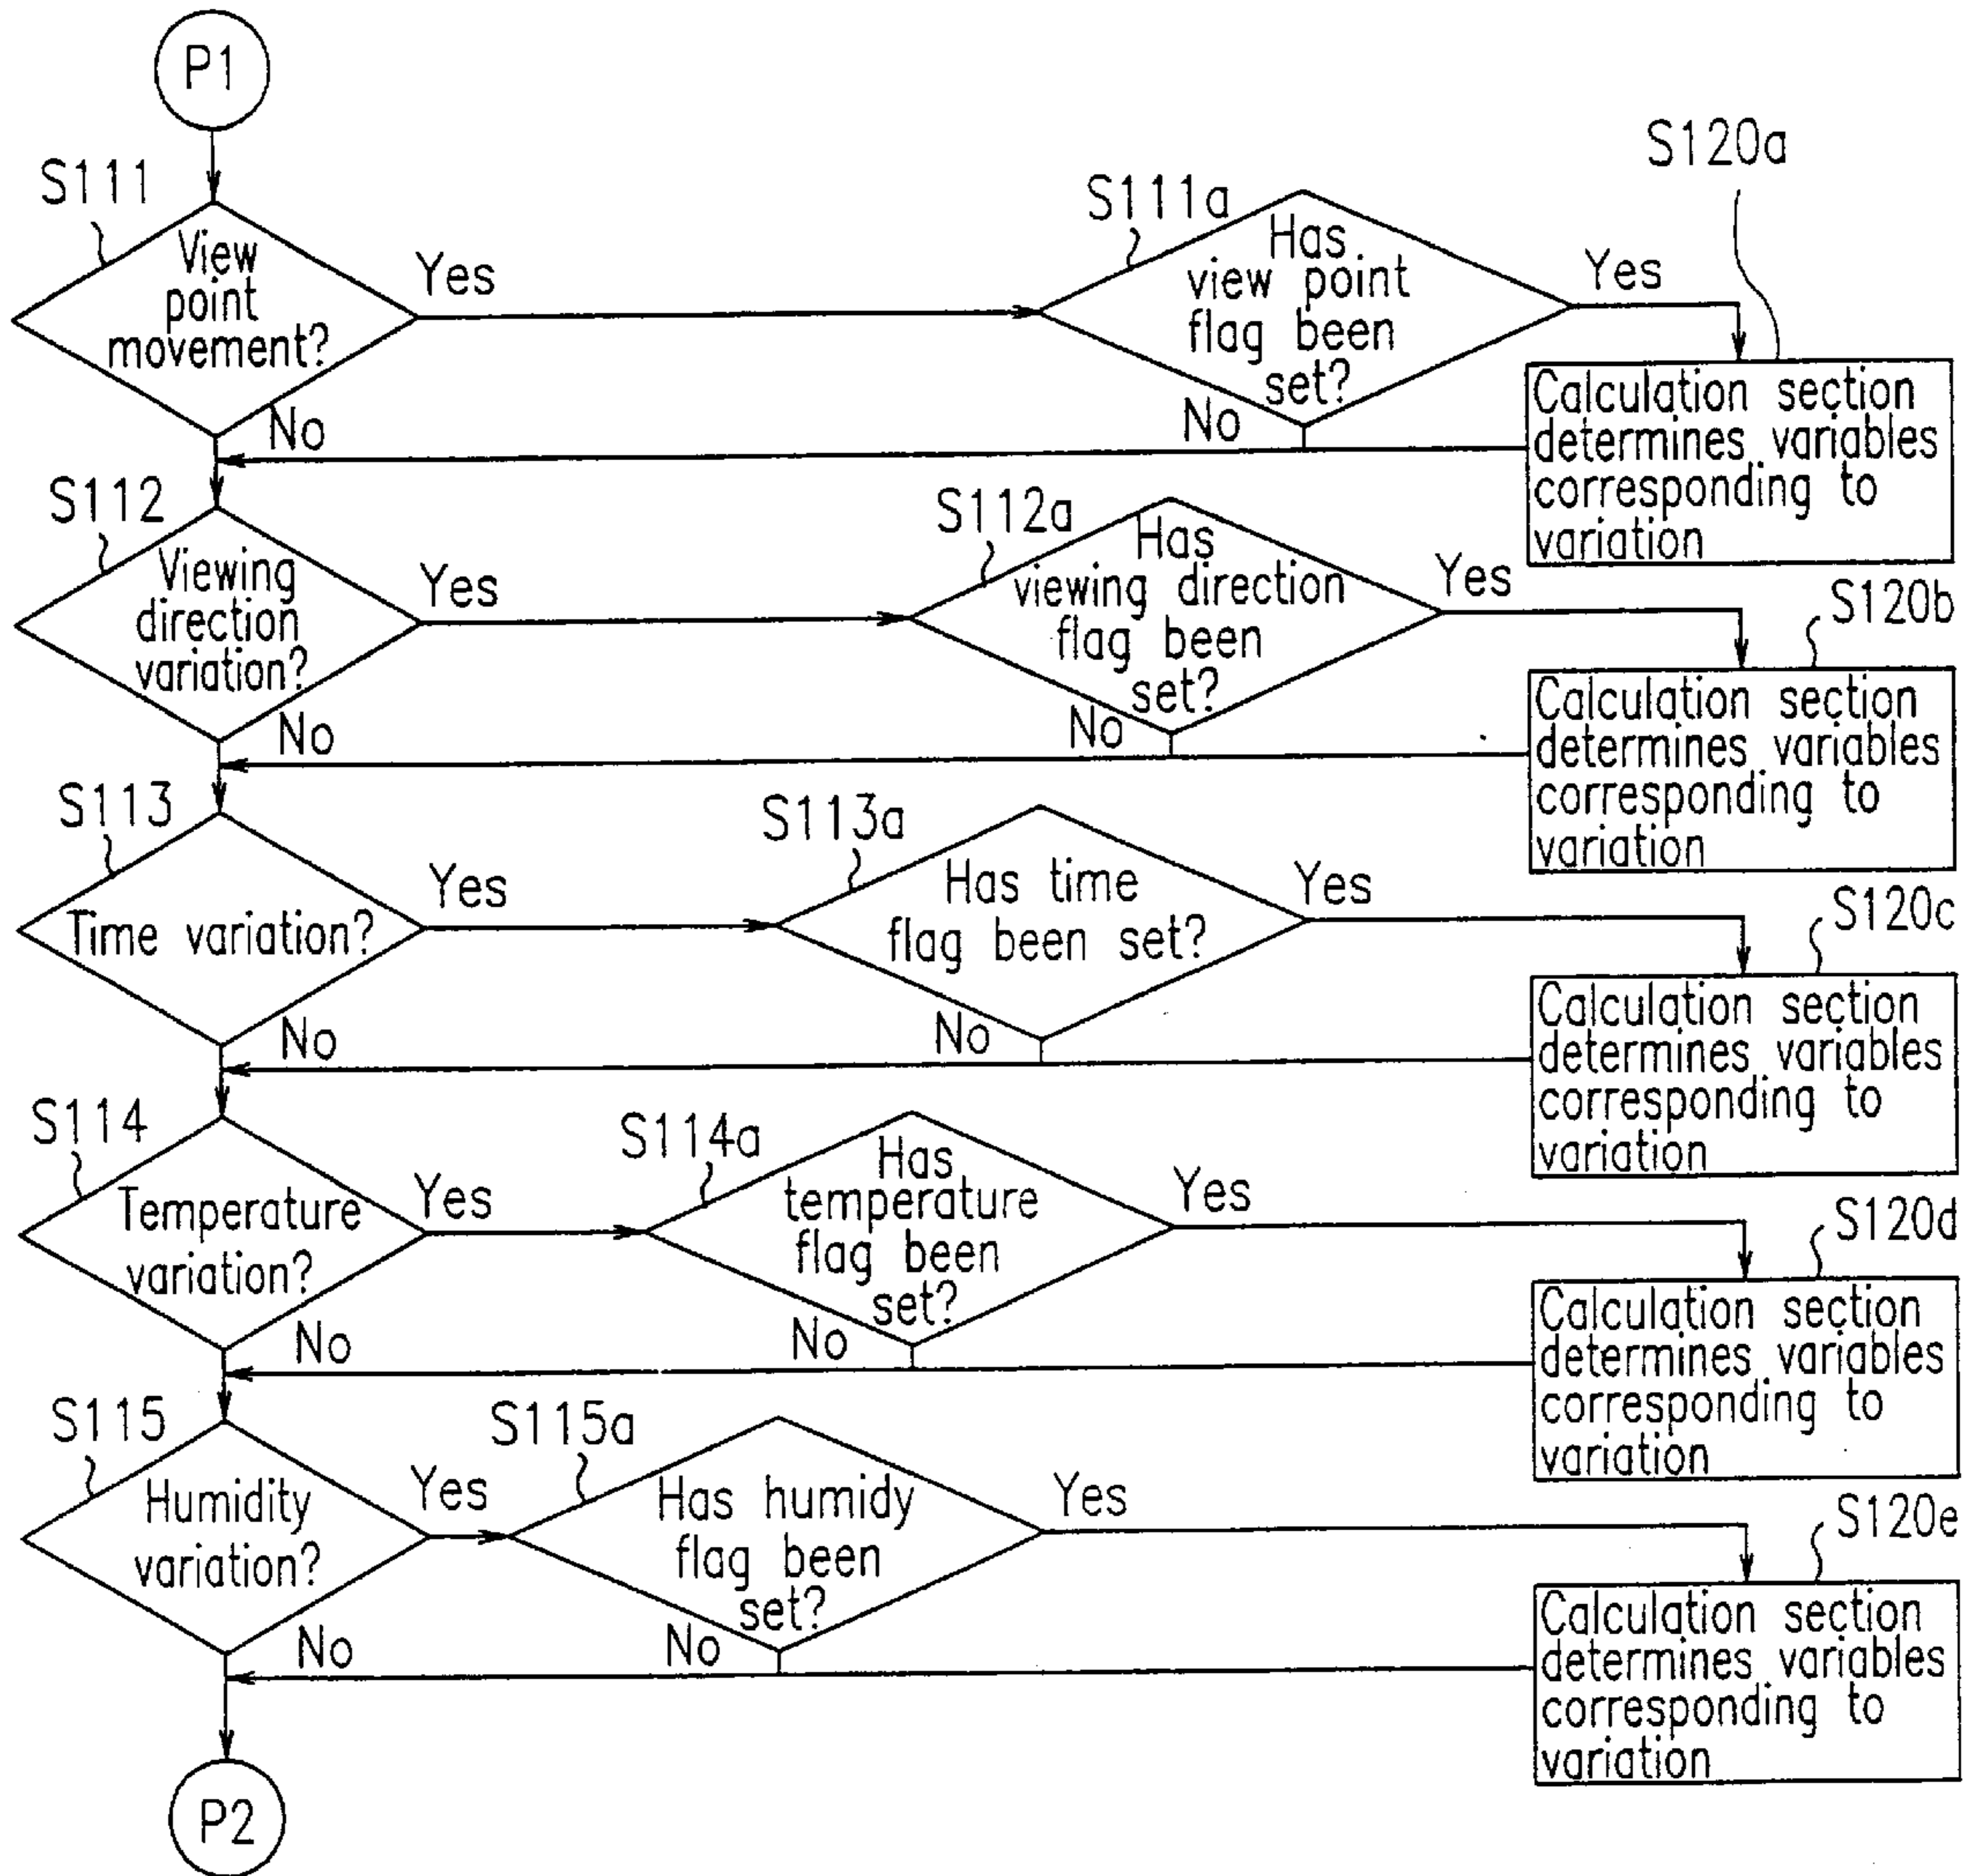 P1
S111
View
point
movement?
Yes
No
S111a
Has
view point
flag been
set?
Yes
No
S120a
Calculation section
determines variables
corresponding to
variation
S112
Viewing
direction
variation?
Yes
No
S112a
Has
viewing direction
flag been
set?
Yes
No
S120b
Calculation section
determines variables
corresponding to
variation
S113
Time variation?
Yes
No
S113a
Has time
flag been set?
Yes
No
S120c
Calculation section
determines variables
corresponding to
variation
S114
Temperature
variation?
Yes
No
S114a
Has
temperature
flag been
set?
Yes
No
S120d
Calculation section
determines variables
corresponding to
variation
S115
Humidity
variation?
Yes
No
S115a
Has humidy
flag been
set?
Yes
No
S120e
Calculation section
determines variables
corresponding to
variation
P2